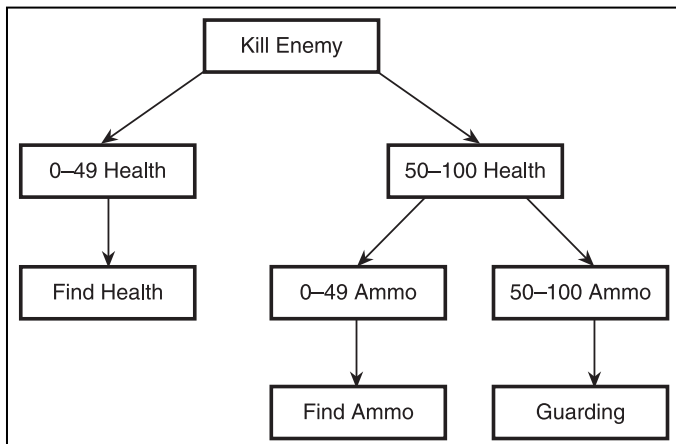 Kill Enemy
0–49 Health
50–100 Health
Find Health
0–49 Ammo
50–100 Ammo
Find Ammo
Guarding